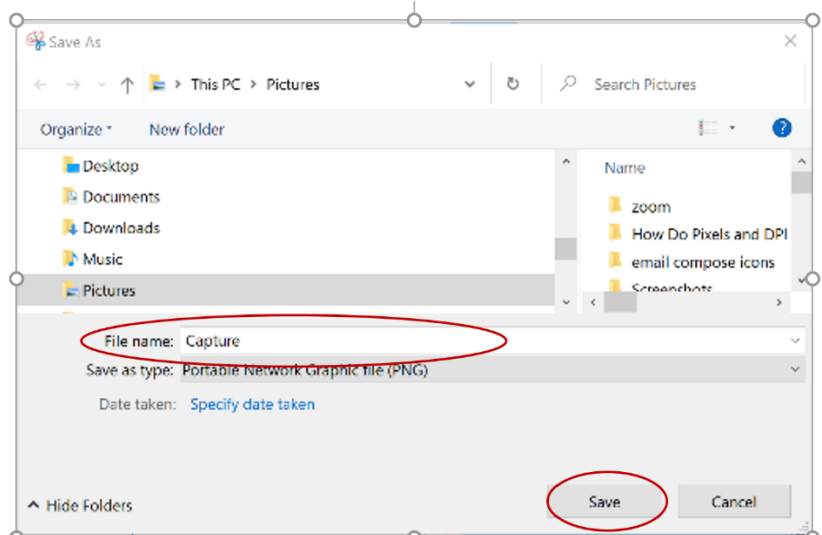 Save As
This PC > Pictures
Search Pictures
Organize
New folder
?
Desktop
Documents
Downloads
Music
Pictures
Name
zoom
How Do Pixels and DPI
email compose icons
Screenshots
File name: Capture
Save as type: Portable Network Graphic file (PNG)
Date taken: Specify date taken
Hide Folders
Save
Cancel